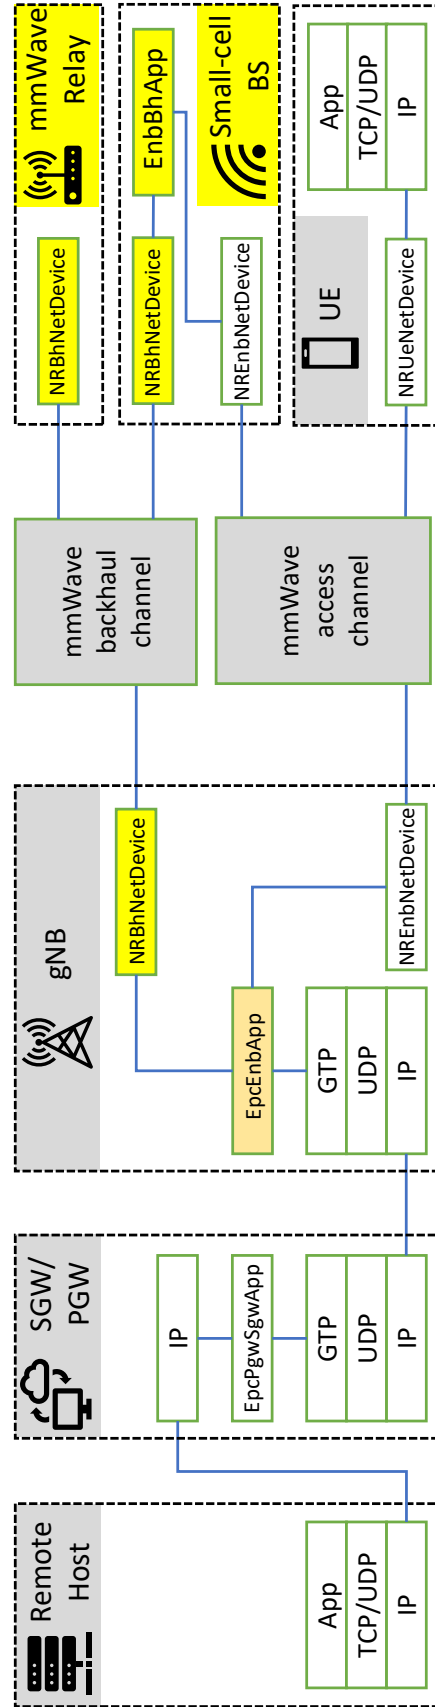 Remote
Host
App
TCP/UDP
IP
SGW/
PGW
IP
EpcPgwSgwApp
GTP
UDP
IP
gNB
NRBhNetDevice
EpcEnbApp
GTP
UDP
IP
NREnbNetDevice
mmWave
backhaul
channel
mmWave
access
channel
mmWave
Relay
NRBhNetDevice
EnbBhApp
NRBhNetDevice
Small-cell
BS
NREnbNetDevice
UE
App
TCP/UDP
IP
NRUeNetDevice